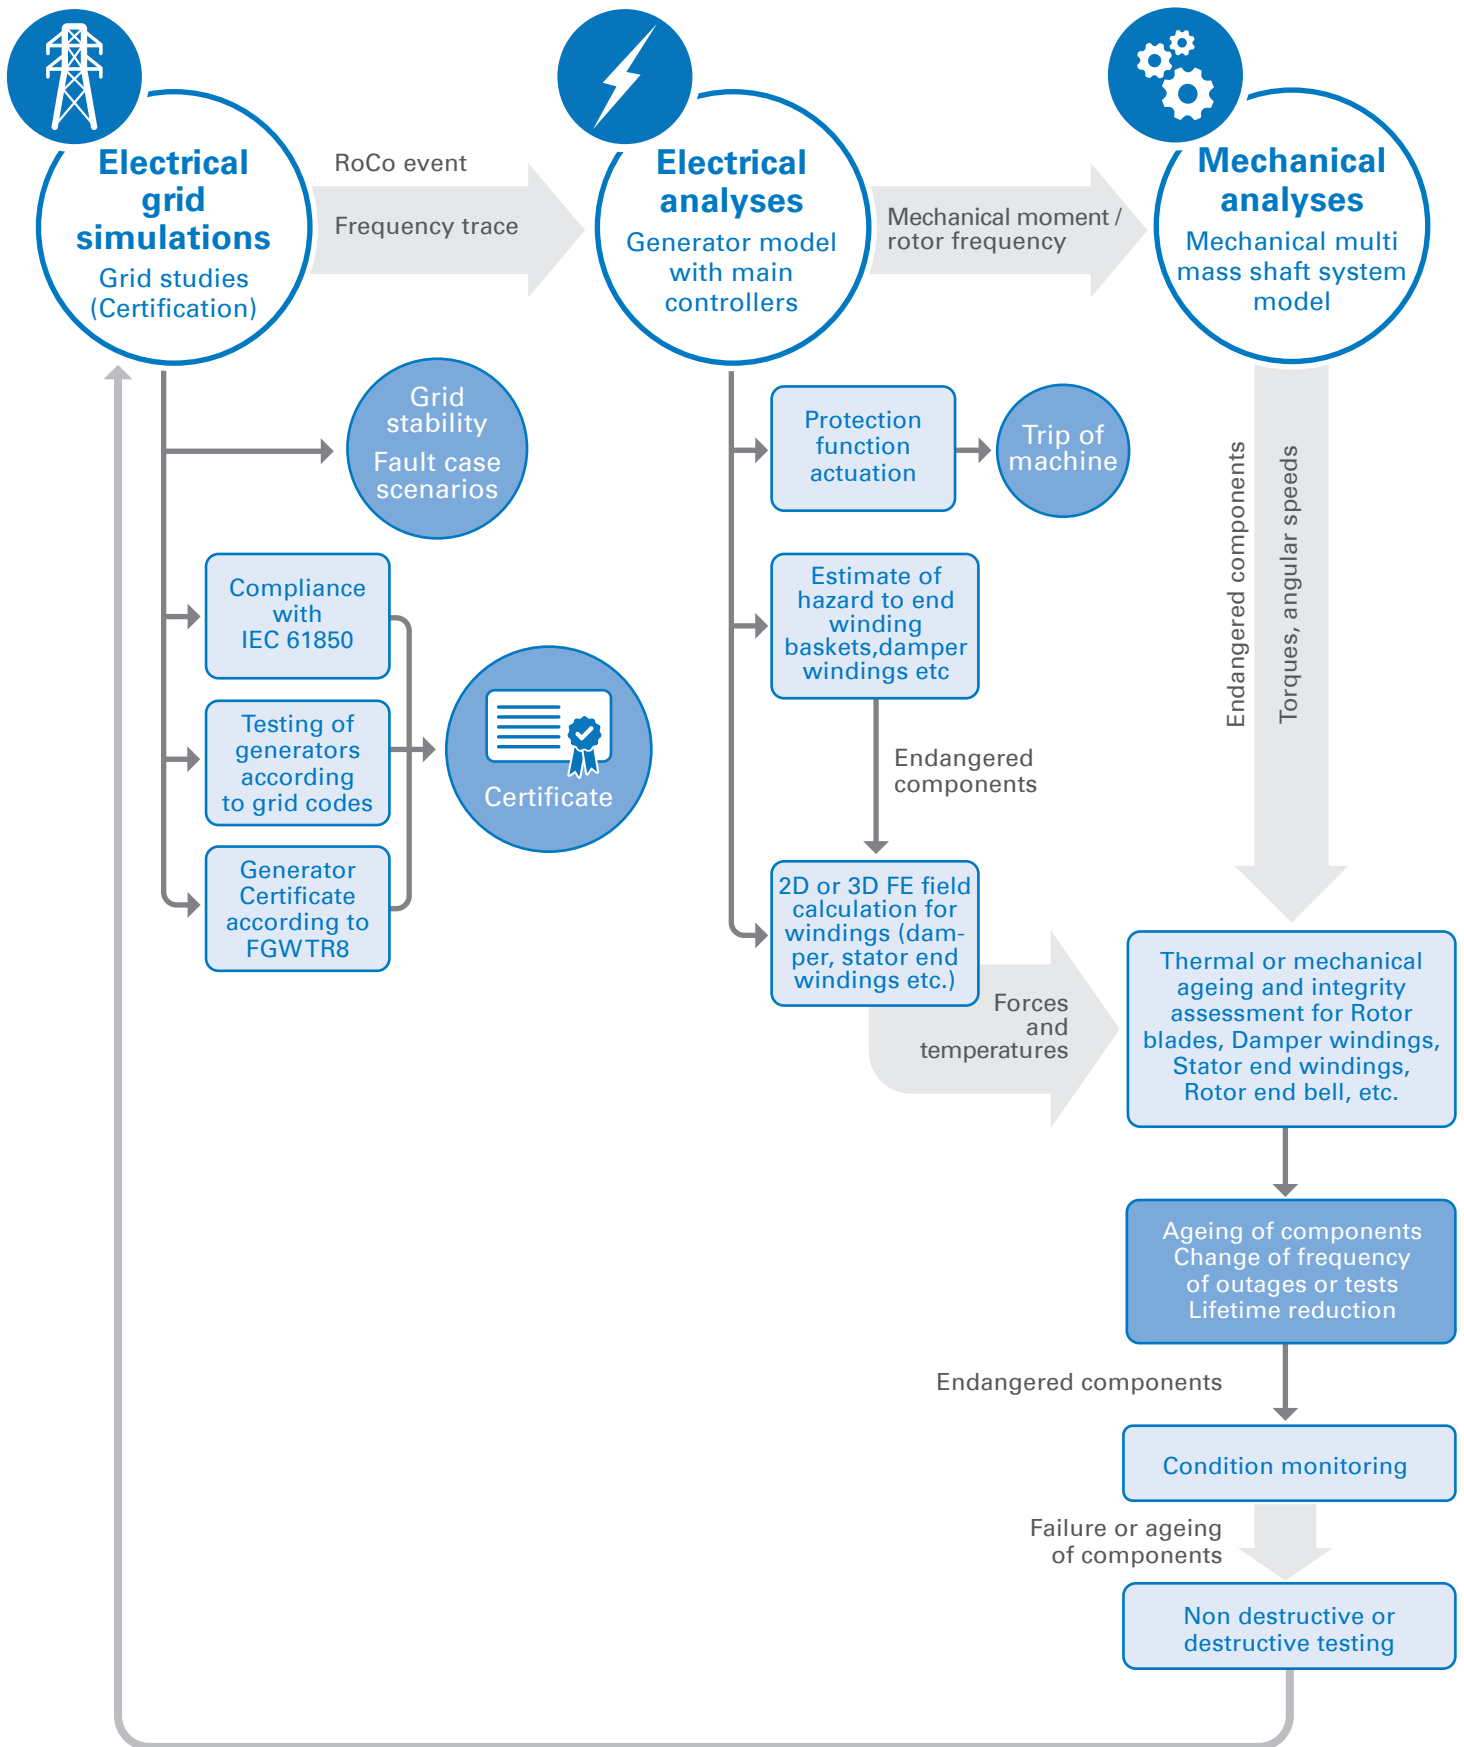 Electrical
grid
simulations
Grid studies
(Certification)
RoCo event
Frequency trace
Electrical
analyses
Generator model
with main
controllers
Mechanical moment /
rotor frequency
Mechanical
analyses
Mechanical multi
mass shaft system
model
Grid
stability
Fault case
scenarios
Compliance
with
IEC 61850
Testing of
generators
according
to grid codes
Generator
Certificate
according to
FGW TR8
Certificate
Protection
function
actuation
Trip of
machine
Estimate of
hazard to end
winding
baskets,damper
windings etc
Endangered
components
2D or 3D FE field
calculation for
windings (dam-
per, stator end
windings etc.)
Forces
and
temperatures
Endangered components
Torques, angular speeds
Thermal or mechanical
ageing and integrity
assessment for Rotor
blades, Damper windings,
Stator end windings,
Rotor end bell, etc.
Ageing of components
Change of frequency
of outages or tests
Lifetime reduction
Endangered components
Condition monitoring
Failure or ageing
of components
Non destructive or
destructive testing